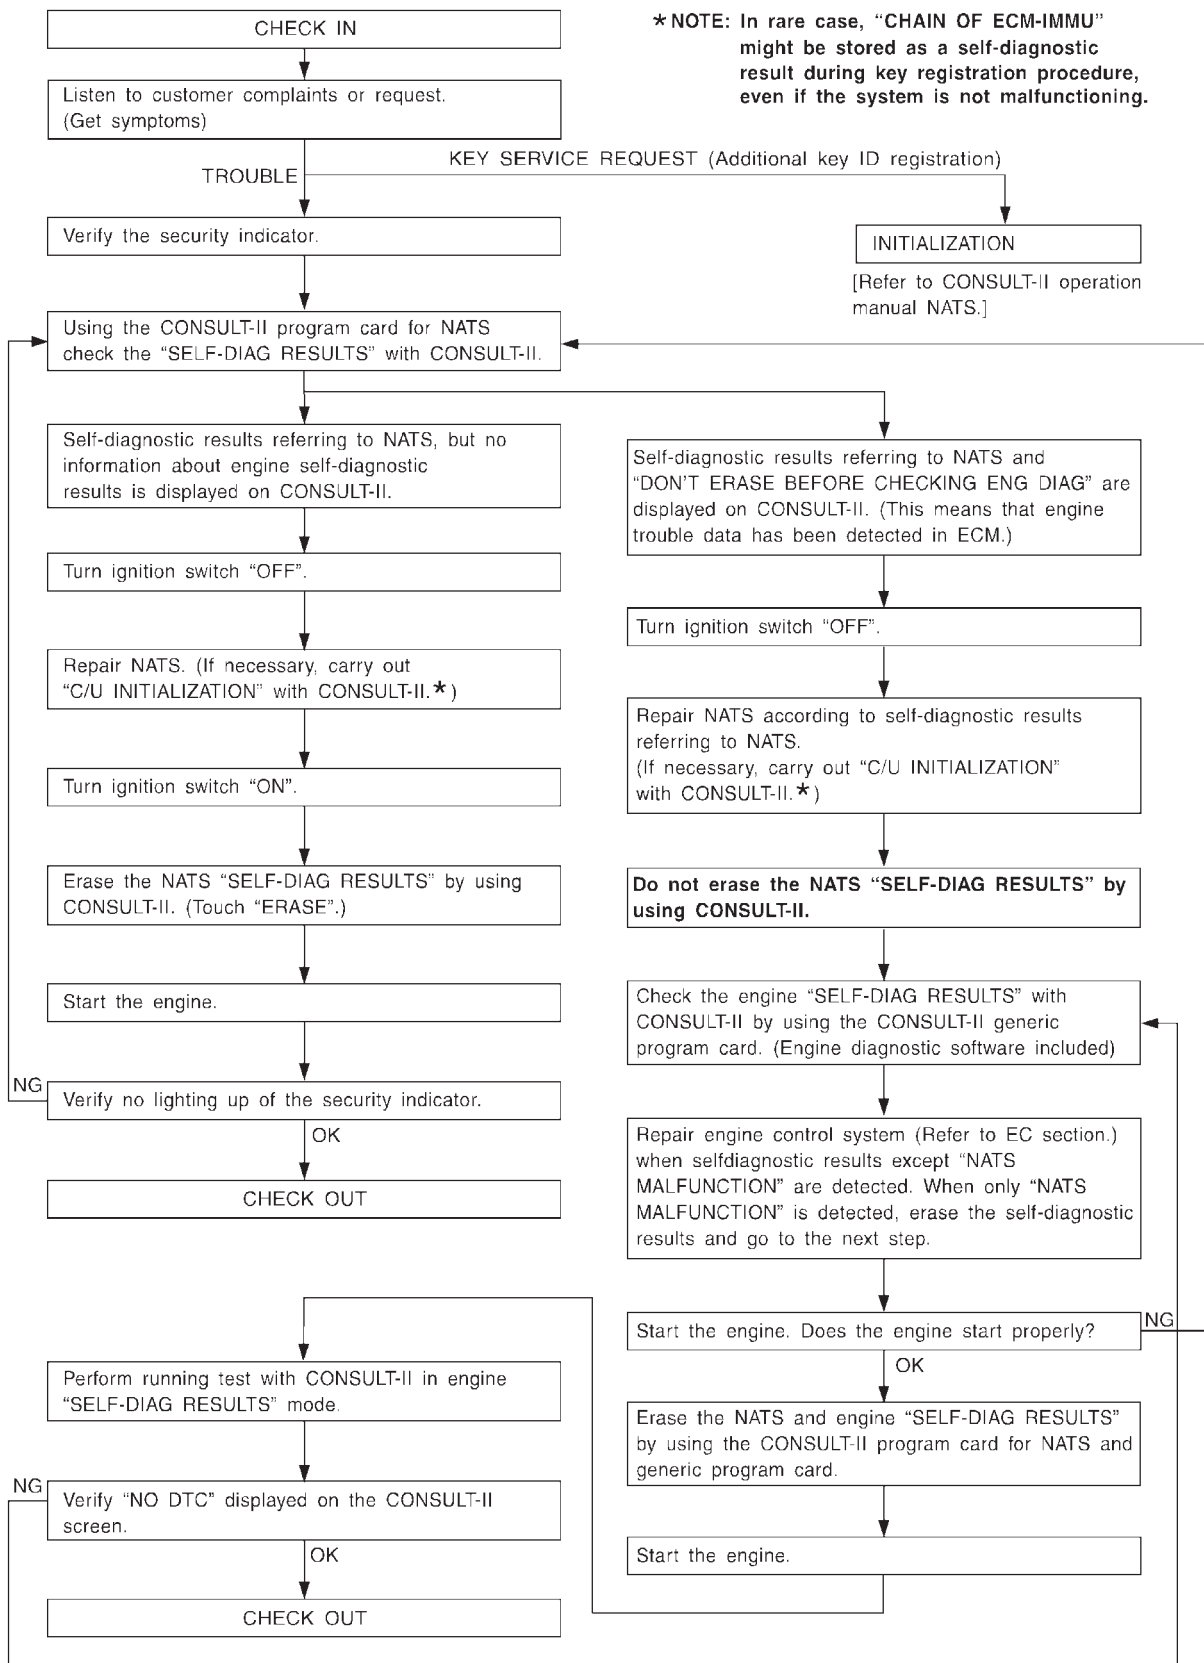 CHECK IN
*NOTE: In rare case, “CHAIN OF ECM-IMMU”
might be stored as a self-diagnostic
result during key registration procedure,
even if the system is not malfunctioning.
Listen to customer complaints or request.
(Get symptoms)
KEY SERVICE REQUEST (Additional key ID registration)
TROUBLE
Verify the security indicator.
INITIALIZATION
[Refer to CONSULT-II operation
manual NATS.]
Using the CONSULT-II program card for NATS
check the “SELF-DIAG RESULTS” with CONSULT-II.
Self-diagnostic results referring to NATS, but no
information about engine self-diagnostic
results is displayed on CONSULT-II.
Turn ignition switch “OFF”.
Repair NATS. (If necessary, carry out
“C/U INITIALIZATION” with CONSULT-II.*)
Turn ignition switch “ON”.
Erase the NATS “SELF-DIAG RESULTS” by using
CONSULT-II. (Touch “ERASE”.)
Start the engine.
NG
Verify no lighting up of the security indicator.
OK
CHECK OUT
Self-diagnostic results referring to NATS and
“DON’T ERASE BEFORE CHECKING ENG DIAG” are
displayed on CONSULT-II. (This means that engine
trouble data has been detected in ECM.)
Turn ignition switch “OFF”.
Repair NATS according to self-diagnostic results
referring to NATS.
(If necessary, carry out “C/U INITIALIZATION”
with CONSULT-II.*)
Do not erase the NATS “SELF-DIAG RESULTS” by
using CONSULT-II.
Check the engine “SELF-DIAG RESULTS” with
CONSULT-II by using the CONSULT-II generic
program card. (Engine diagnostic software included)
Repair engine control system (Refer to EC section.)
when selfdiagnostic results except “NATS
MALFUNCTION” are detected. When only “NATS
MALFUNCTION” is detected, erase the self-diagnostic
results and go to the next step.
Start the engine. Does the engine start properly?
NG
OK
Erase the NATS and engine “SELF-DIAG RESULTS”
by using the CONSULT-II program card for NATS and
generic program card.
Start the engine.
Perform running test with CONSULT-II in engine
“SELF-DIAG RESULTS” mode.
NG
Verify “NO DTC” displayed on the CONSULT-II
screen.
OK
CHECK OUT